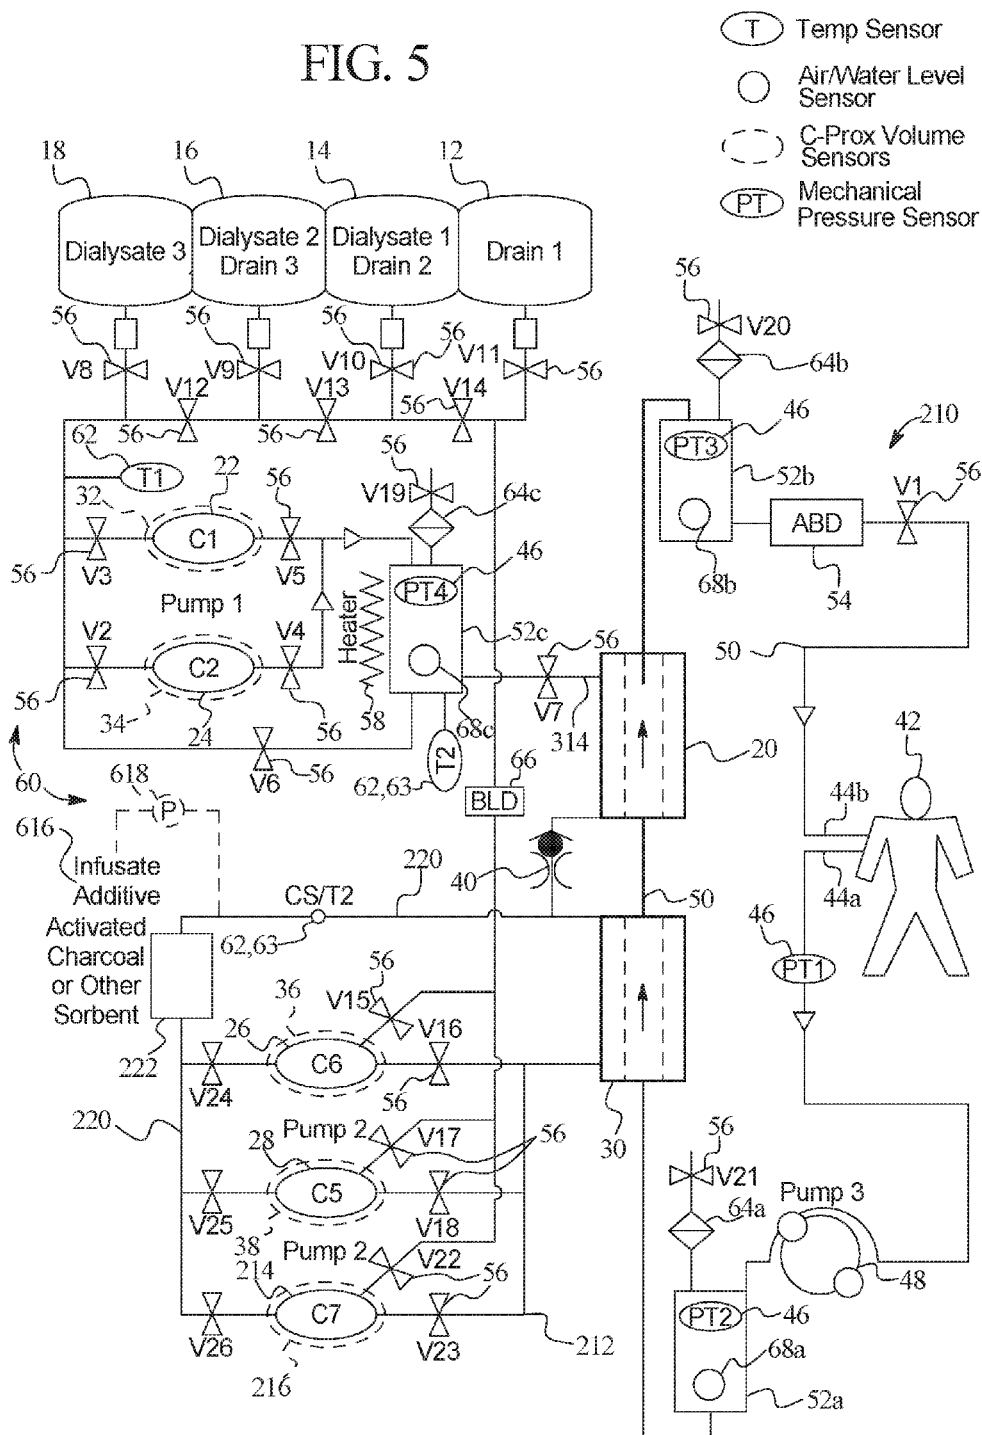 FIG. 5
T Temp Sensor
Air/Water Level
Sensor
C-Prox Volume
Sensors
PT Mechanical
Pressure Sensor
18 16 14 12
Dialysate 3
Dialysate 2
Drain 3
Dialysate 1
Drain 2
Drain 1
56 56 56 56 56
V8 V9 V10 V11 56
V12 V13 V14
56 56 56
56 V20
64b
46 210
PT3
52b V1 56
ABD
68b 54
62 T1
22 56
32 C1
56 V3 V5
56
V19
64c
46
PT4
Pump 1
Heater
52c
V2 V4
C2
56 34 24 56
58
68c
56
V7
314
50
20
V6 56
T2
62,63
60
66
BLD
42
44b
44a
618
P
616
Infusate
Additive
40
220
50
CS/T2
62,63
Activated
Charcoal
or Other
Sorbent
222
46
PT1
56
V15
36
26
C6
V16
V24
56
220
30
Pump 2
28
V17
56
C5
V25
V18
38
Pump 2
214
V22
56
C7
V26
V23
212
216
56
V21
64a
Pump 3
48
PT2
46
68a
52a